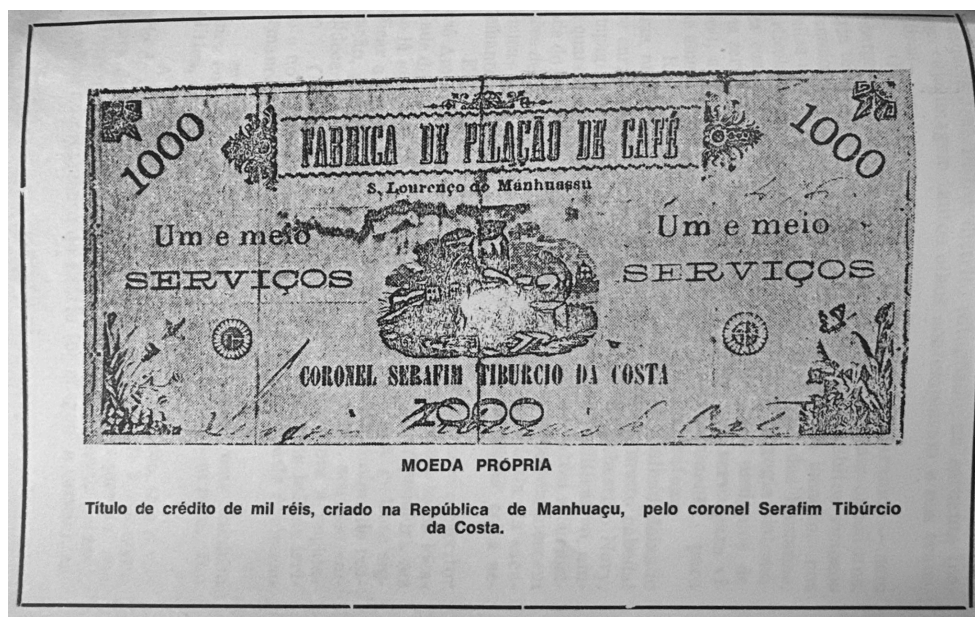 1000
1000
FABRICA DE PILAÇÃO DE CAFÉ
S. Lourenço do Manhuassú
Um e meio
SERVIÇOS
Um e meio
SERVIÇOS
CORONEL SERAFIM TIBURCIO DA COSTA
1000
MOEDA PRÓPRIA
Título de crédito de mil réis, criado na República de Manhuaçu, pelo coronel Serafim Tibúrcio
da Costa.